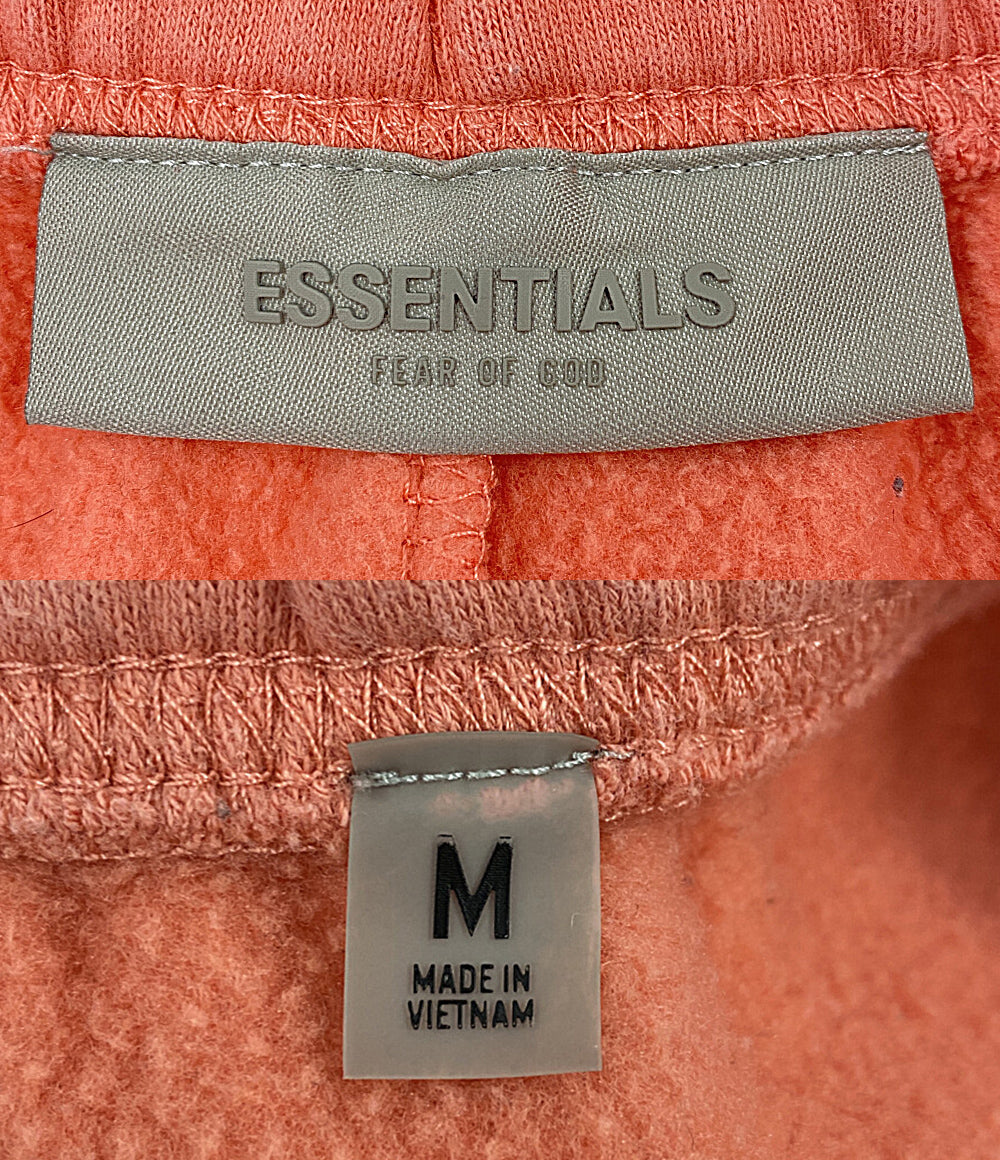 ESSENTIALS
FEAR OF GOD
M
MADE IN
VIETNAM